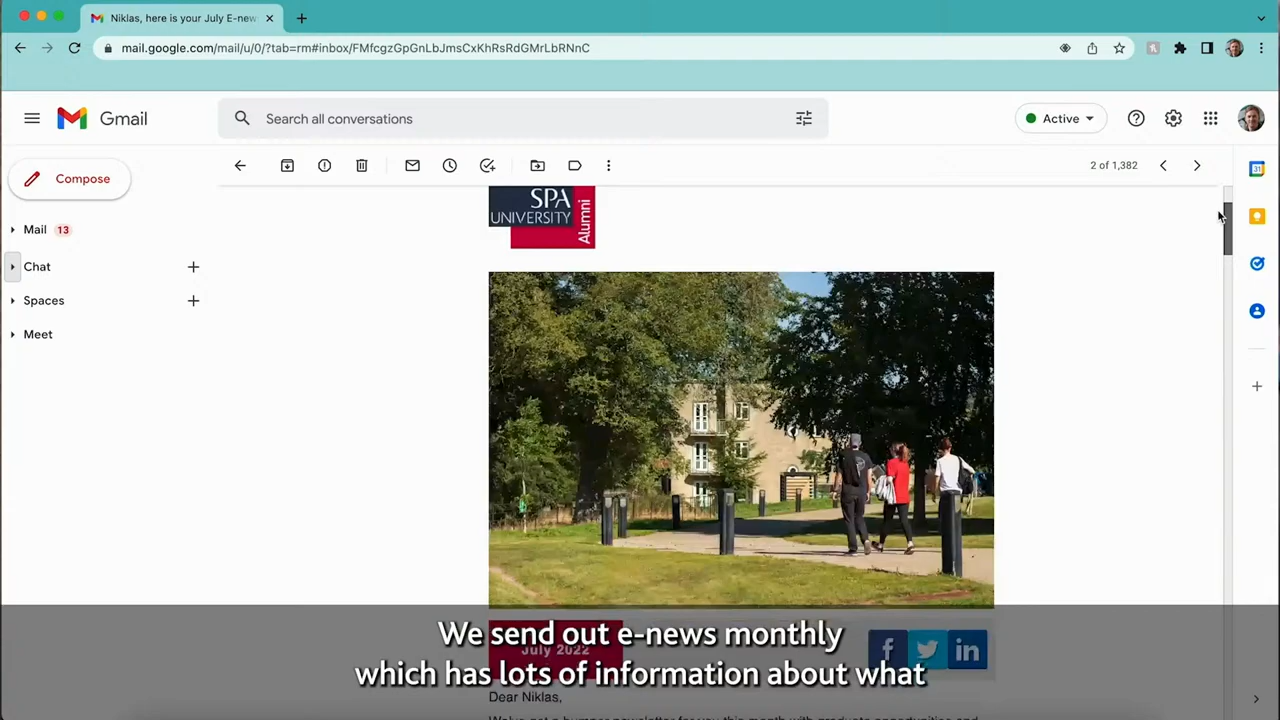 Niklas, here is your July E-new
mail.google.com/mail/u/0/?tab=rm#inbox/FMfcgzGpGnLbJmsCxKhRsRdGMrLbRNnC
Gmail
Search all conversations
Active
Compose
2 of 1,382
Mail 13
Chat
Spaces
Meet
31
SPA
UNIVERSITY
Alumni
July 2022
We send out e-news monthly
which has lots of information about what
Dear Niklas,